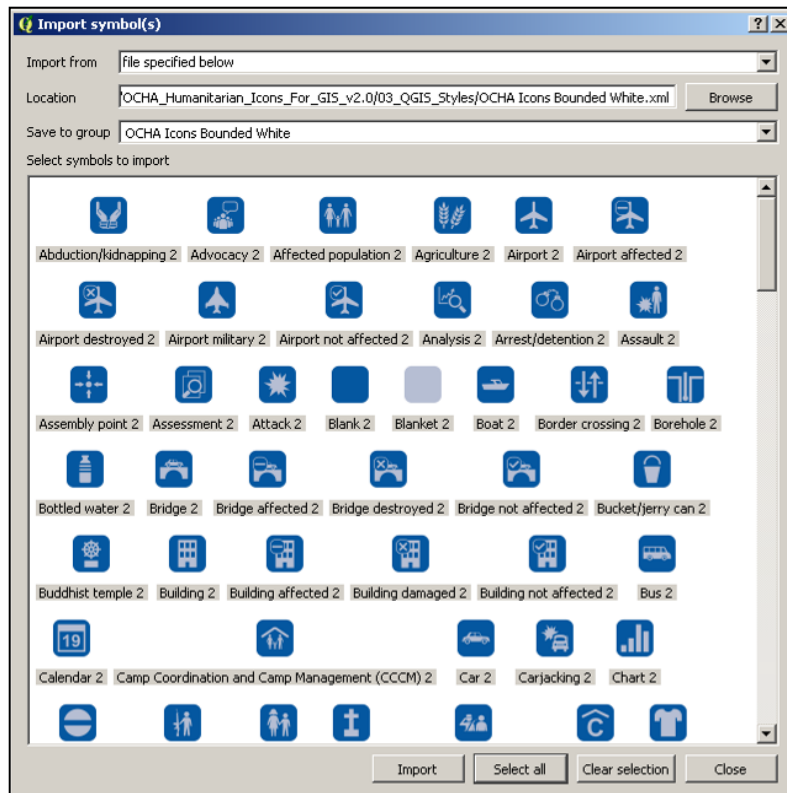 Import symbol(s)
Import from file specified below
Location 'OCHA_Humanitarian_Icons_For_GIS_v2.0/03_QGIS_Styles/OCHA Icons Bounded White.xml Browse
Save to group OCHA Icons Bounded White
Select symbols to import
Abduction/kidnapping 2 Advocacy 2 Affected population 2 Agriculture 2 Airport 2 Airport affected 2
Airport destroyed 2 Airport military 2 Airport not affected 2 Analysis 2 Arrest/detention 2 Assault 2
Assembly point 2 Assessment 2 Attack 2 Blank 2 Blanket 2 Boat 2 Border crossing 2 Borehole 2
Bottled water 2 Bridge 2 Bridge affected 2 Bridge destroyed 2 Bridge not affected 2 Bucket/jerry can 2
Buddhist temple 2 Building 2 Building affected 2 Building damaged 2 Building not affected 2 Bus 2
19
Calendar 2 Camp Coordination and Camp Management (CCCM) 2 Car 2 Carjacking 2 Chart 2
C
Import Select all Clear selection Close